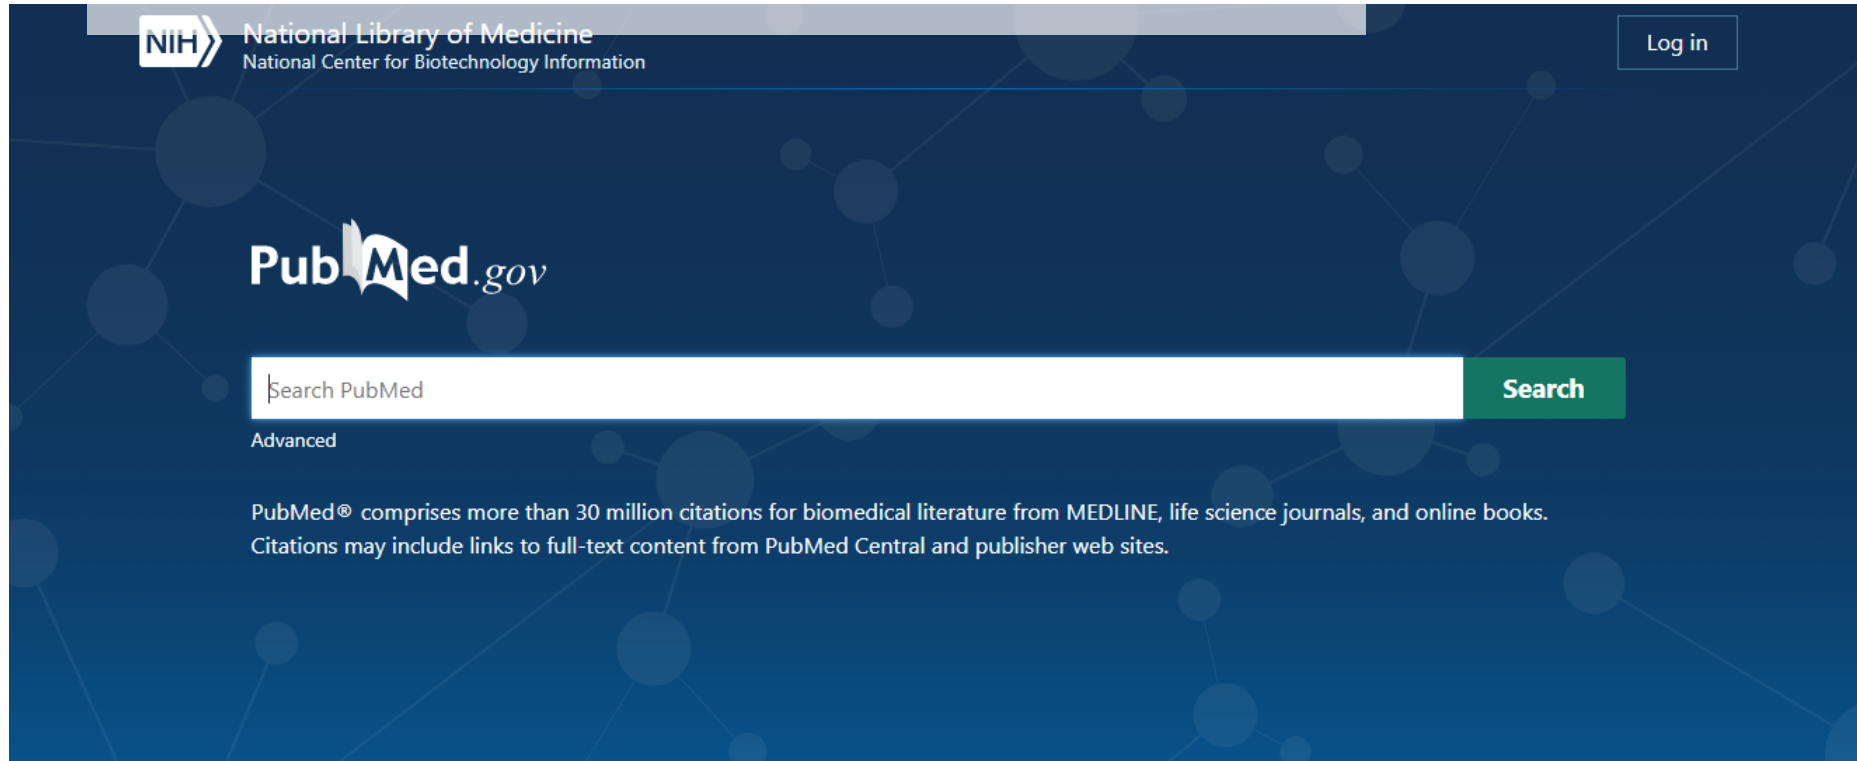 NIH
National Library of Medicine
National Center for Biotechnology Information
Log in
PubMed.gov
Search PubMed
Search
Advanced
PubMed® comprises more than 30 million citations for biomedical literature from MEDLINE, life science journals, and online books.
Citations may include links to full-text content from PubMed Central and publisher web sites.